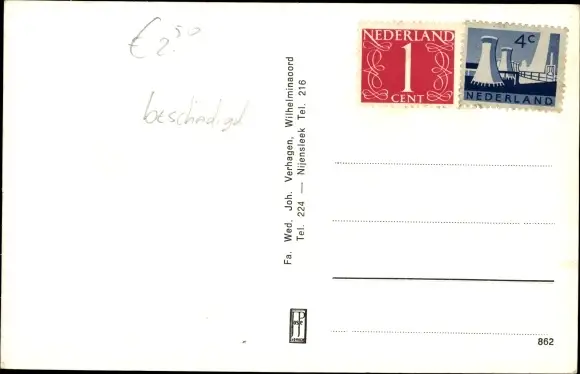 € 2.50
beschadigd
NEDERLAND
1
CENT
4c
NEDERLAND
Fa. Wed. Joh. Verhagen, Wilhelminaoord
Tel. 224 — Nijensleek Tel. 216
862